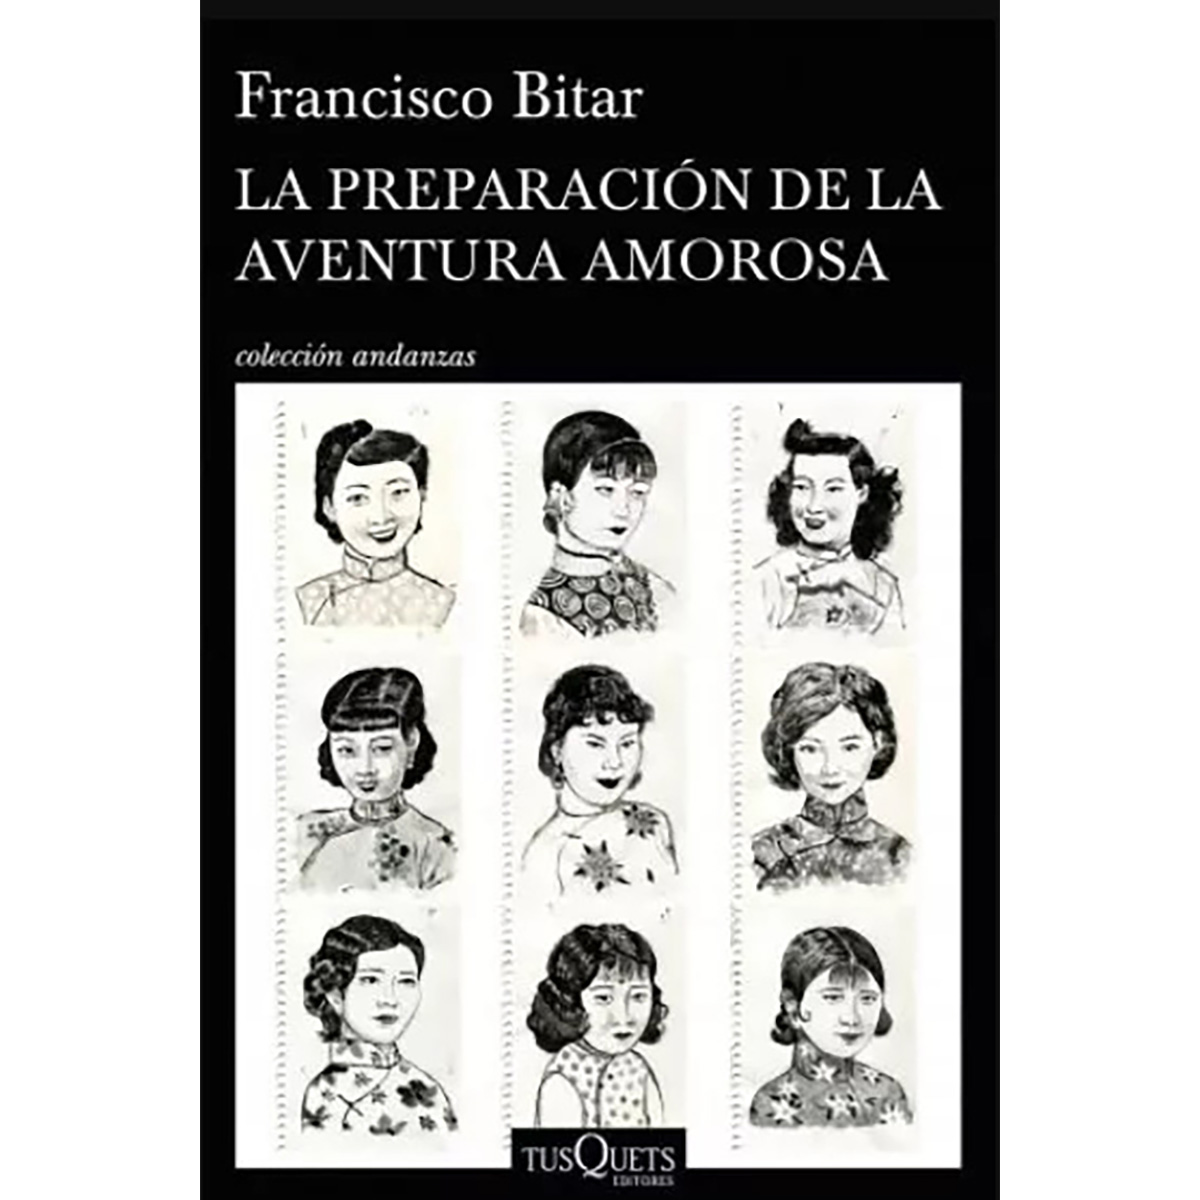 Francisco Bitar
LA PREPARACIÓN DE LA
AVENTURA AMOROSA
colección andanzas
TUSQUETS
EDITORES